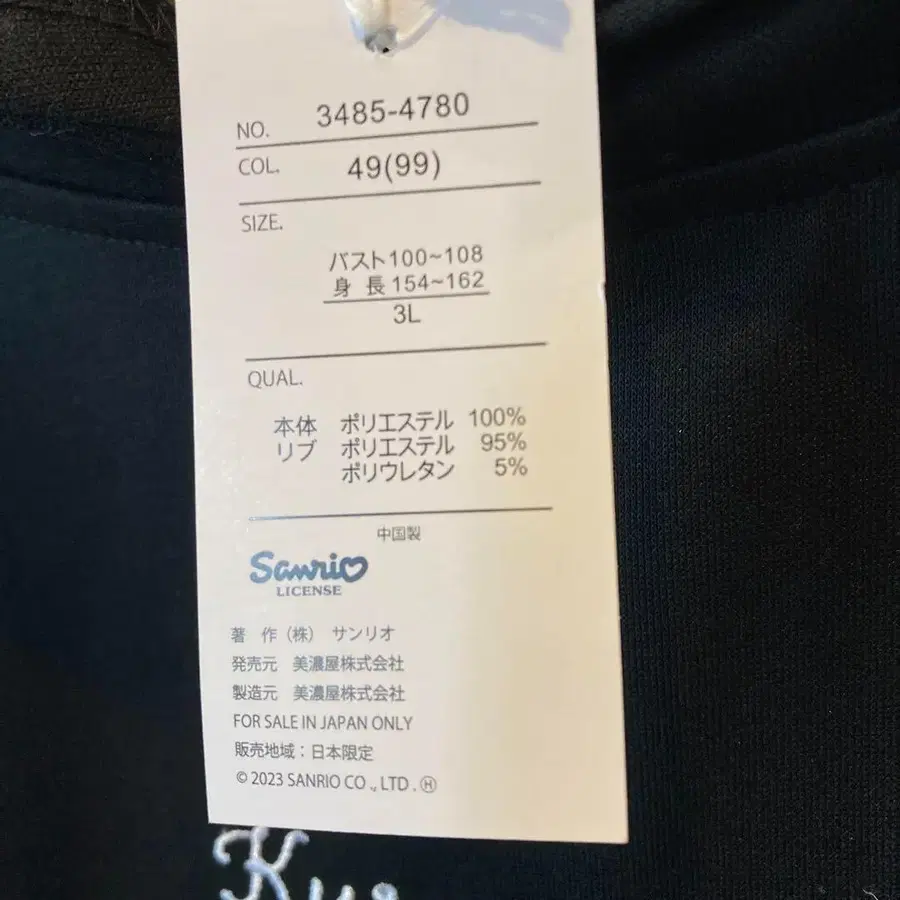 NO. 3485-4780
COL. 49(99)
SIZE.
バスト100~108
身 長 154~162
3L
QUAL.
本体 ポリエステル 100%
リブ ポリエステル 95%
ポリウレタン 5%
中国製
Sanrio
LICENSE
著 作 (株) サンリオ
発売元 美濃屋株式会社
製造元 美濃屋株式会社
FOR SALE IN JAPAN ONLY
販売地域：日本限定
© 2023 SANRIO CO., LTD. Ⓗ